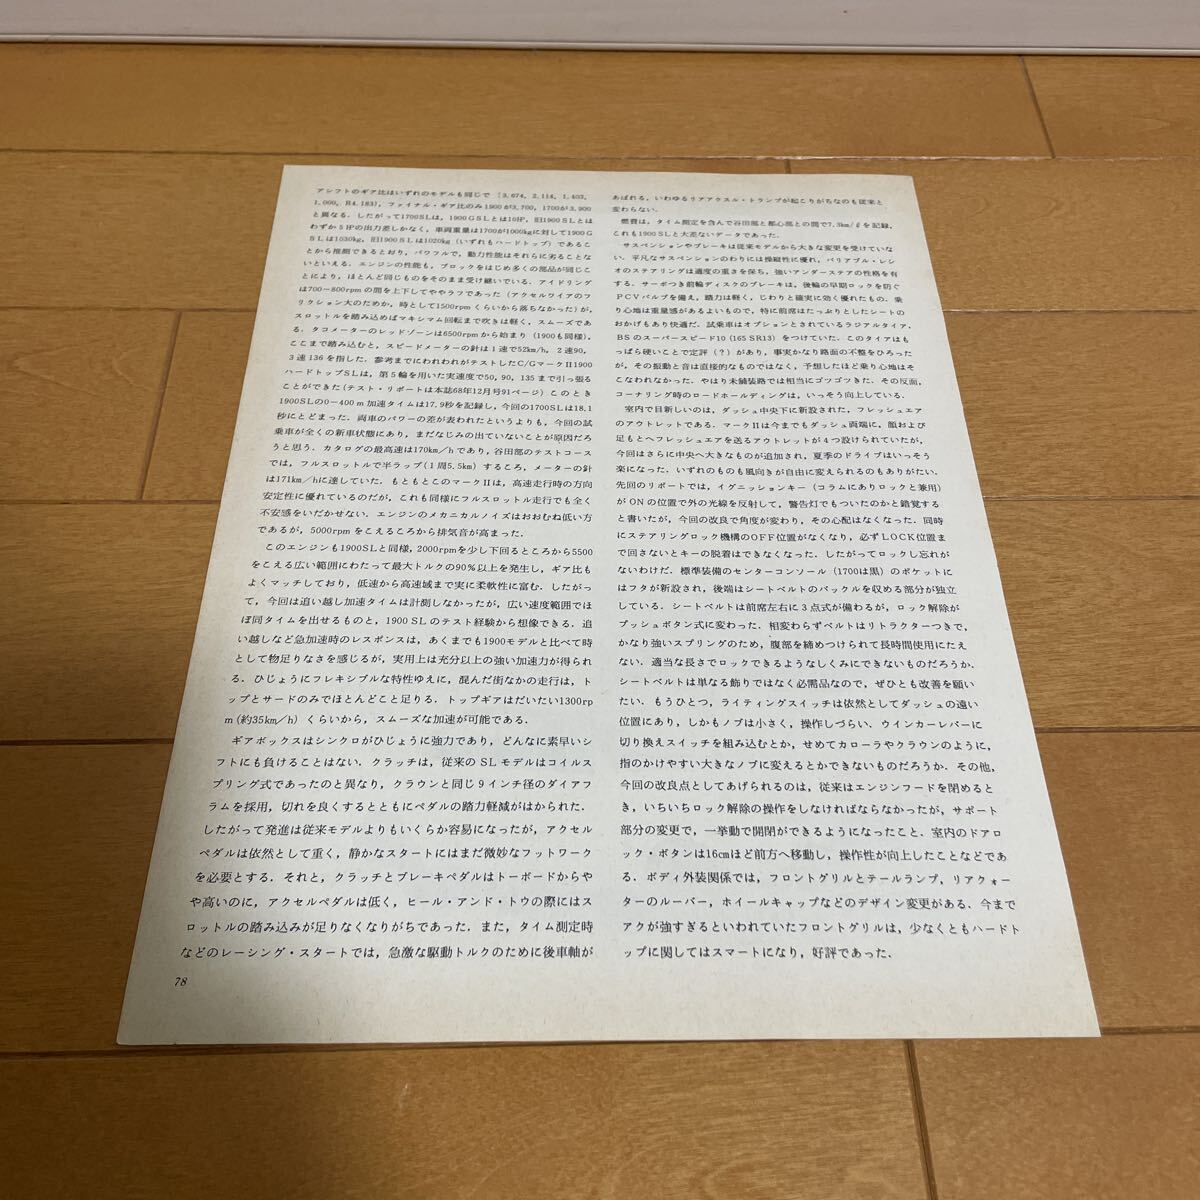 アシフトのギア比はいずれのモデルも同じで〔3,674, 2,114, 1,403,
1,000, R4,183〕, ファイナル・ギア比のみ1900が3,700, 1700が3,900
と異なる. したがって1700SLは, 1900GSLとは10IP, 旧1900SLとは
わずか5IPの出力差しかなく, 車両重量は1700が1000kgに対して1900G
SLは1030kg, 旧1900SLは1020kg（いずれもハードトップ）であるこ
とから推測できるとおり, パワフルで, 動力性能はそれらに劣ることな
いといえる. エンジンの性能も, ブロックをはじめ多くの部品が同じこ
とにより, ほとんど同じものをそのまま受け継いでいる. アイドリング
は700−800rpmの間を上下してややラフであった（アクセルワイアのフ
リクション大のためか, 時として1500rpmくらいから落ちなかった）が,
スロットルを踏み込めばマキシマム回転まで吹きは軽く, スムーズであ
る. タコメーターのレッドゾーンは6500rpmから始まり（1900も同様）,
ここまで踏み込むと, スピードメーターの針は1速で52km/h, 2速90,
3速136を指した. 参考までにわれわれがテストしたC/GマークII1900
ハードトップSLは, 第5輪を用いた実速度で50, 90, 135まで引っ張る
ことができた（テスト・リポートは本誌68年12月号91ページ）このとき
1900SLの0−400m加速タイムは17.9秒を記録し, 今回の1700SLは18.1
秒にとどまった. 両車のパワーの差が表われたというよりも, 今回の試
乗車が全くの新車状態にあり, まだなじみの出ていないことが原因だろ
うと思う. カタログの最高速は170km/hであり, 谷田部のテストコース
では, フルスロットルで半ラップ（1周5.5km）するころ, メーターの針
は171km/hに達していた. もともとこのマークIIは, 高速走行時の方向
安定性に優れているのだが, これも同様にフルスロットル走行でも全く
不安感をいだかせない. エンジンのメカニカルノイズはおおむね低い方
であるが, 5000rpmをこえるころから排気音が高まった.
このエンジンも1900SLと同様, 2000rpmを少し下回るところから5500
をこえる広い範囲にわたって最大トルクの90%以上を発生し, ギア比も
よくマッチしており, 低速から高速域まで実に柔軟性に富む. したがっ
て, 今回は追い越し加速タイムは計測しなかったが, 広い速度範囲でほ
ぼ同タイムを出せるものと, 1900SLのテスト経験から想像できる. 追
い越しなど急加速時のレスポンスは, あくまでも1900モデルと比べて時
として物足りなさを感じるが, 実用上は充分以上の強い加速力が得られ
る. ひじょうにフレキシブルな特性ゆえに, 混んだ街なかの走行は, ト
ップとサードのみでほとんどこと足りる. トップギアはだいたい1300rp
m（約35km/h）くらいから, スムーズな加速が可能である.
ギアボックスはシンクロがひじょうに強力であり, どんなに素早いシ
フトにも負けることはない. クラッチは, 従来のSLモデルはコイルス
プリング式であったのと異なり, クラウンと同じ9インチ径のダイアフ
ラムを採用, 切れを良くするとともにペダルの踏力軽減がはかられた.
したがって発進は従来モデルよりもいくらか容易になったが, アクセル
ペダルは依然として重く, 静かなスタートにはまだ微妙なフットワーク
を必要とする. それと, クラッチとブレーキペダルはトーボードからや
や高いのに, アクセルペダルは低く, ヒール・アンド・トウの際にはス
ロットルの踏み込みが足りなくなりがちであった. また, タイム測定時
などのレーシング・スタートでは, 急激な駆動トルクのために後車軸が
78
あばれる, いわゆるリアアクスル・トランプが起こりがちなのも従来と
変わらない.
燃費は, タイム測定を含んで谷田部と都心部との間で7.3km/ℓを記録,
これも1900SLと大差ないデータであった.
サスペンションやブレーキは従来モデルから大きな変更を受けていな
い. 平凡なサスペンションのわりには操縦性に優れ, バリアブル・レシ
オのステアリングは適度の重さを保ち, 強いアンダーステアの性格を有
する. サーボつき前輪ディスクのブレーキは, 後輪の早期ロックを防ぐ
PCVバルブを備え, 踏力は軽く, じわりと確実に効く優れたもの. 乗
り心地は重量感があるよいもので, 特に前席はたっぷりとしたシートの
おかげもあり快適だ. 試乗車はオプションとされているラジアルタイア,
BSのスーパースピード10（165 SR13）をつけていた. このタイアはも
っぱら硬いことで定評（？）があり, 事実かなり路面の不整をひろった
が, その振動と音は直接的なものではなく, 予想したほど乗り心地はそ
こなわれなかった. やはり未舗装路では相当にゴツゴツきた. その反面,
コーナリング時のロードホールディングは, いっそう向上している.
室内で目新しいのは, ダッシュ中央下に新設された, フレッシュエア
のアウトレットである. マークIIは今までもダッシュ両端に, 顔および
足もとへフレッシュエアを送るアウトレットが4つ設けられていたが,
今回はさらに中央へ大きなものが追加され, 夏季のドライブはいっそう
楽になった. いずれのものも風向きが自由に変えられるのもありがたい.
先回のリポートでは, イグニッションキー（コラムにありロックと兼用）
がONの位置で外の光線を反射して, 警告灯でもついたのかと錯覚する
と書いたが, 今回の改良で角度が変わり, その心配はなくなった. 同時
にステアリングロック機構のOFF位置がなくなり, 必ずLOCK位置ま
で回さないとキーの脱着はできなくなった. したがってロックし忘れが
ないわけだ. 標準装備のセンターコンソール（1700は黒）のポケットに
はフタが新設され, 後端はシートベルトのバックルを収める部分が独立
している. シートベルトは前席左右に3点式が備わるが, ロック解除が
プッシュボタン式に変わった. 相変わらずベルトはリトラクターつきで,
かなり強いスプリングのため, 腹部を締めつけられて長時間使用にたえ
ない. 適当な長さでロックできるようなしくみにできないものだろうか.
シートベルトは単なる飾りではなく必需品なので, ぜひとも改善を願い
たい. もうひとつ, ライティングスイッチは依然としてダッシュの遠い
位置にあり, しかもノブは小さく, 操作しづらい. ウインカーレバーに
切り換えスイッチを組み込むとか, せめてカローラやクラウンのように,
指のかけやすい大きなノブに変えるとかできないものだろうか. その他,
今回の改良点としてあげられるのは, 従来はエンジンフードを閉めると
き, いちいちロック解除の操作をしなければならなかったが, サポート
部分の変更で, 一挙動で開閉ができるようになったこと. 室内のドアロ
ック・ボタンは16cmほど前方へ移動し, 操作性が向上したことなどであ
る. ボディ外装関係では, フロントグリルとテールランプ, リアクォー
ターのルーバー, ホイールキャップなどのデザイン変更がある. 今まで
アクが強すぎるといわれていたフロントグリルは, 少なくともハードト
ップに関してはスマートになり, 好評であった.